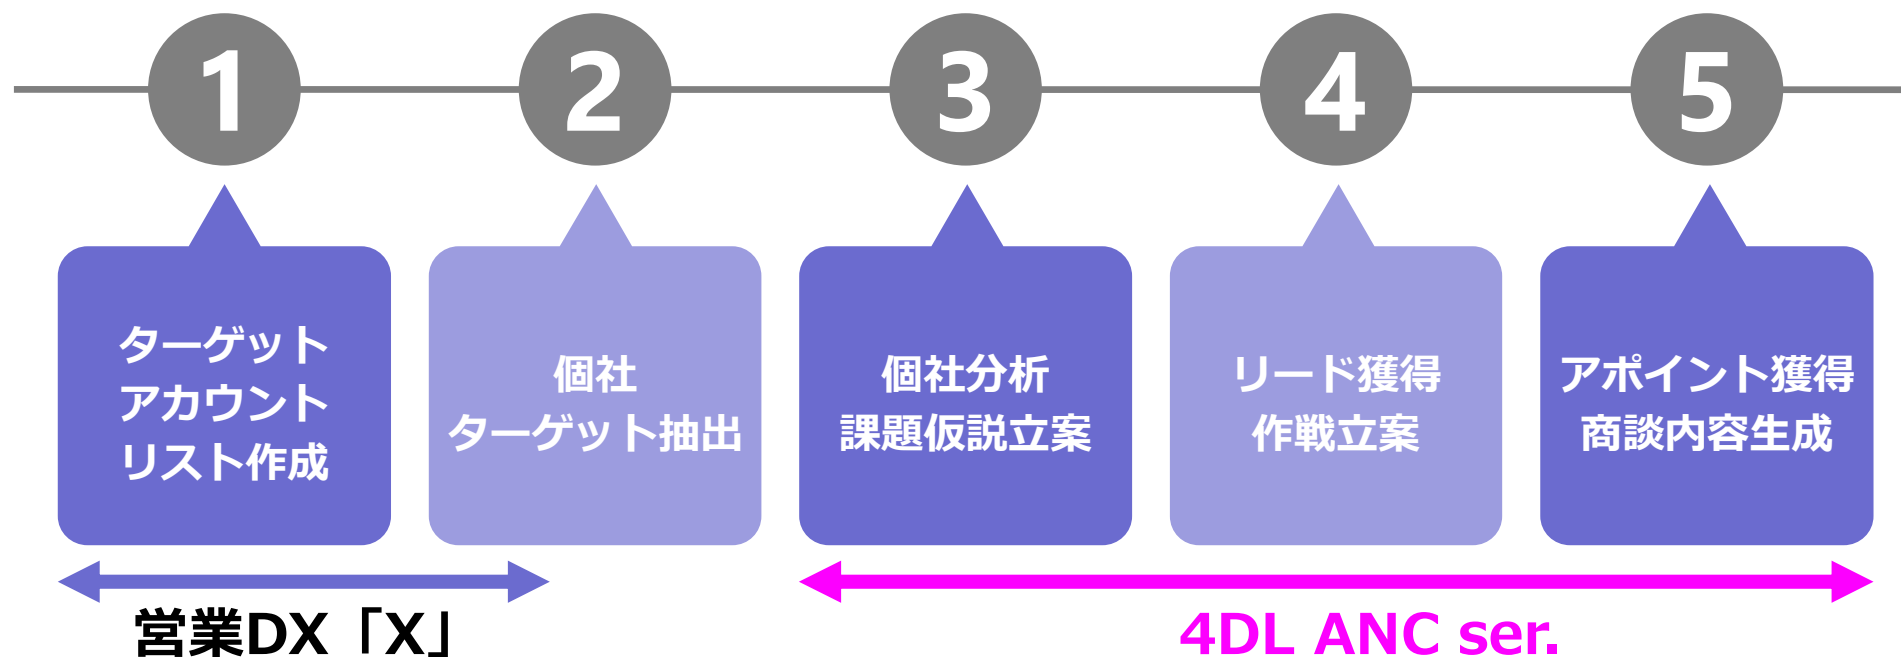 1
2
3
4
5
ターゲット
アカウント
リスト作成
個社
ターゲット抽出
個社分析
課題仮説立案
リード獲得
作戦立案
アポイント獲得
商談内容生成
営業DX「X」
4DL ANC ser.